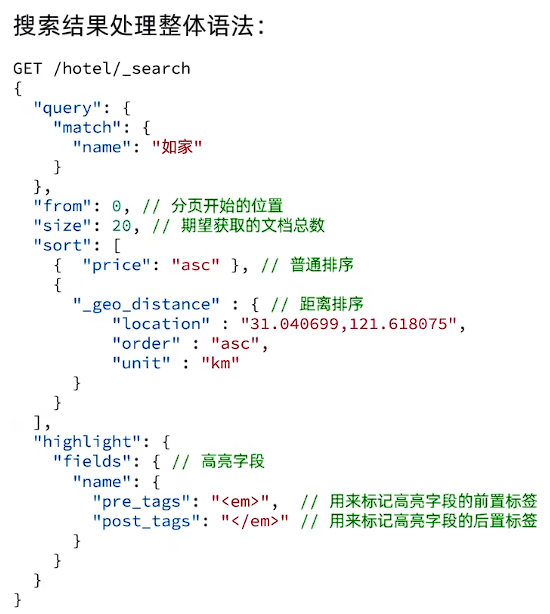 搜索结果处理整体语法：
GET /hotel/_search
{
  "query": {
    "match": {
      "name": "如家"
    }
  },
  "from": 0, // 分页开始的位置
  "size": 20, // 期望获取的文档总数
  "sort": [
    {  "price": "asc" }, // 普通排序
    {
      "_geo_distance" : { // 距离排序
          "location" : "31.040699,121.618075",
          "order" : "asc",
          "unit" : "km"
      }
    }
  ],
  "highlight": {
    "fields": { // 高亮字段
      "name": {
        "pre_tags": "<em>",  // 用来标记高亮字段的前置标签
        "post_tags": "</em>" // 用来标记高亮字段的后置标签
      }
    }
  }
}